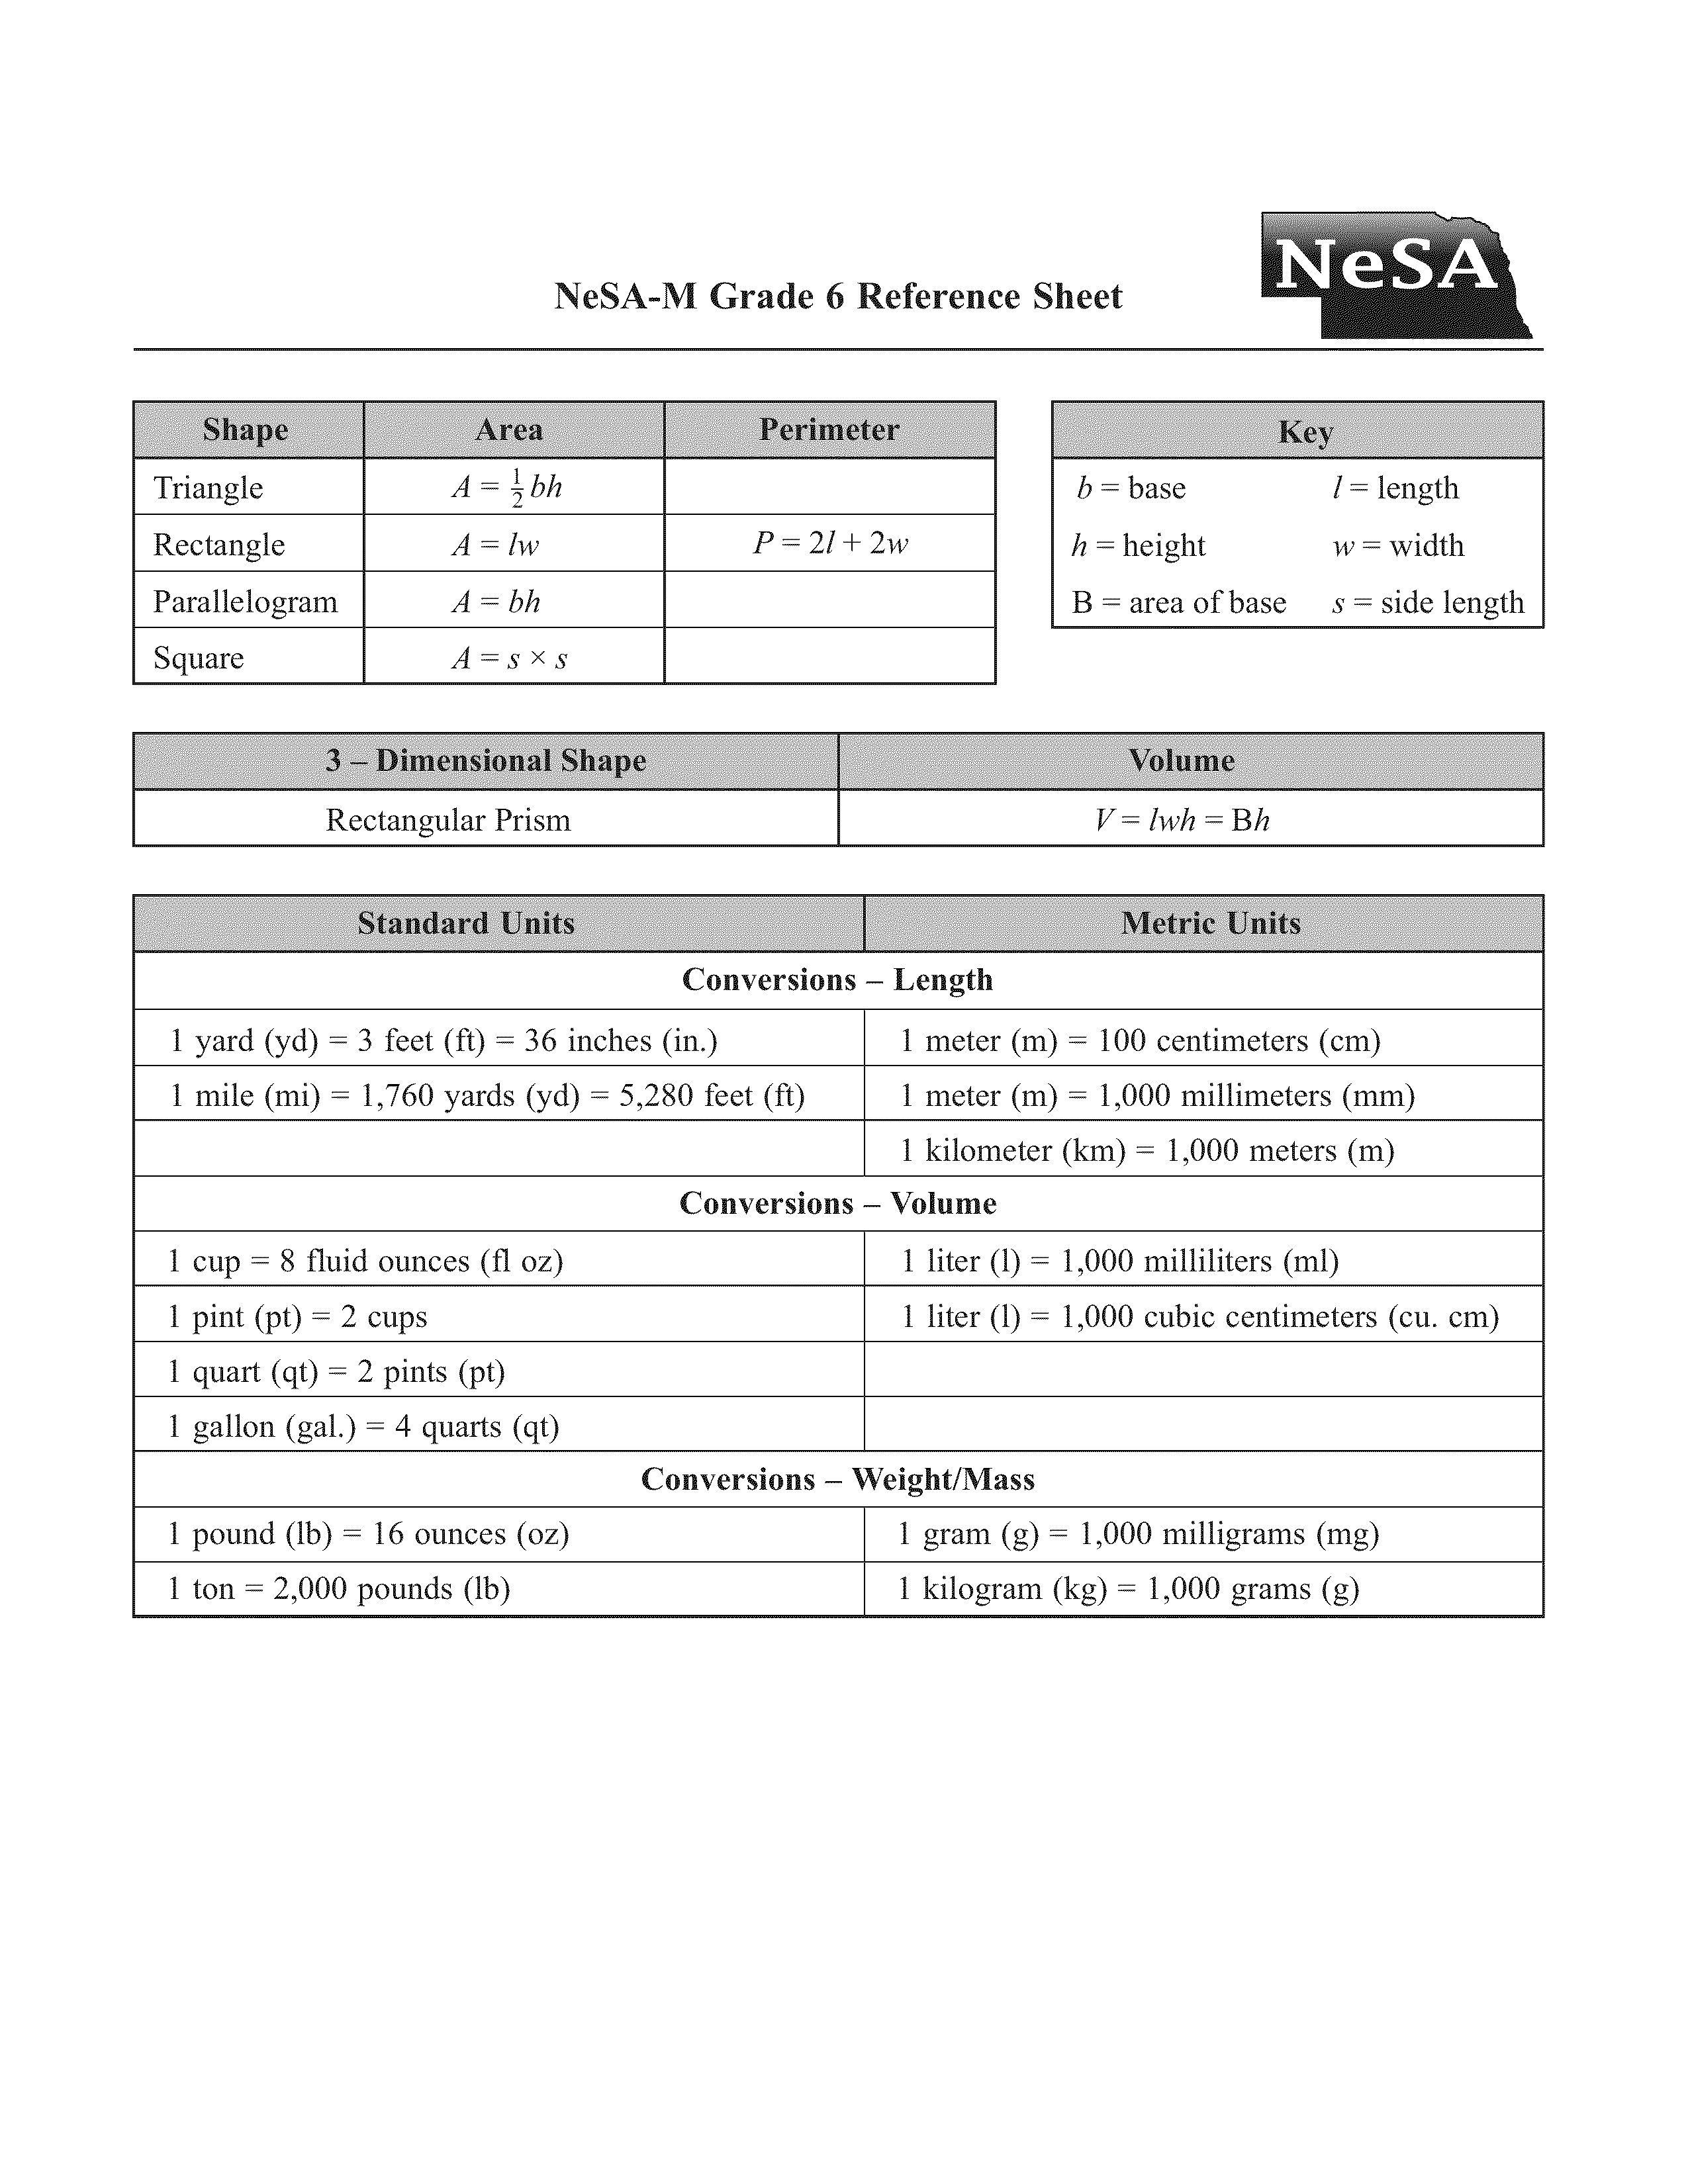 NeSA
NeSA-M Grade 6 Reference Sheet
Shape Area Perimeter
Triangle A = 1/2 bh
Rectangle A = lw P = 2l + 2w
Parallelogram A = bh
Square A = s × s
Key
b = base l = length
h = height w = width
B = area of base s = side length
3 – Dimensional Shape Volume
Rectangular Prism V = lwh = Bh
Standard Units Metric Units
Conversions – Length
1 yard (yd) = 3 feet (ft) = 36 inches (in.) 1 meter (m) = 100 centimeters (cm)
1 mile (mi) = 1,760 yards (yd) = 5,280 feet (ft) 1 meter (m) = 1,000 millimeters (mm)
1 kilometer (km) = 1,000 meters (m)
Conversions – Volume
1 cup = 8 fluid ounces (fl oz) 1 liter (l) = 1,000 milliliters (ml)
1 pint (pt) = 2 cups 1 liter (l) = 1,000 cubic centimeters (cu. cm)
1 quart (qt) = 2 pints (pt)
1 gallon (gal.) = 4 quarts (qt)
Conversions – Weight/Mass
1 pound (lb) = 16 ounces (oz) 1 gram (g) = 1,000 milligrams (mg)
1 ton = 2,000 pounds (lb) 1 kilogram (kg) = 1,000 grams (g)